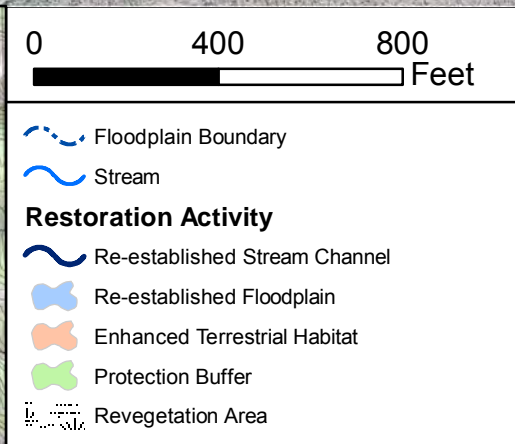 0 400 800
Feet
Floodplain Boundary
Stream
Restoration Activity
Re-established Stream Channel
Re-established Floodplain
Enhanced Terrestrial Habitat
Protection Buffer
Revegetation Area